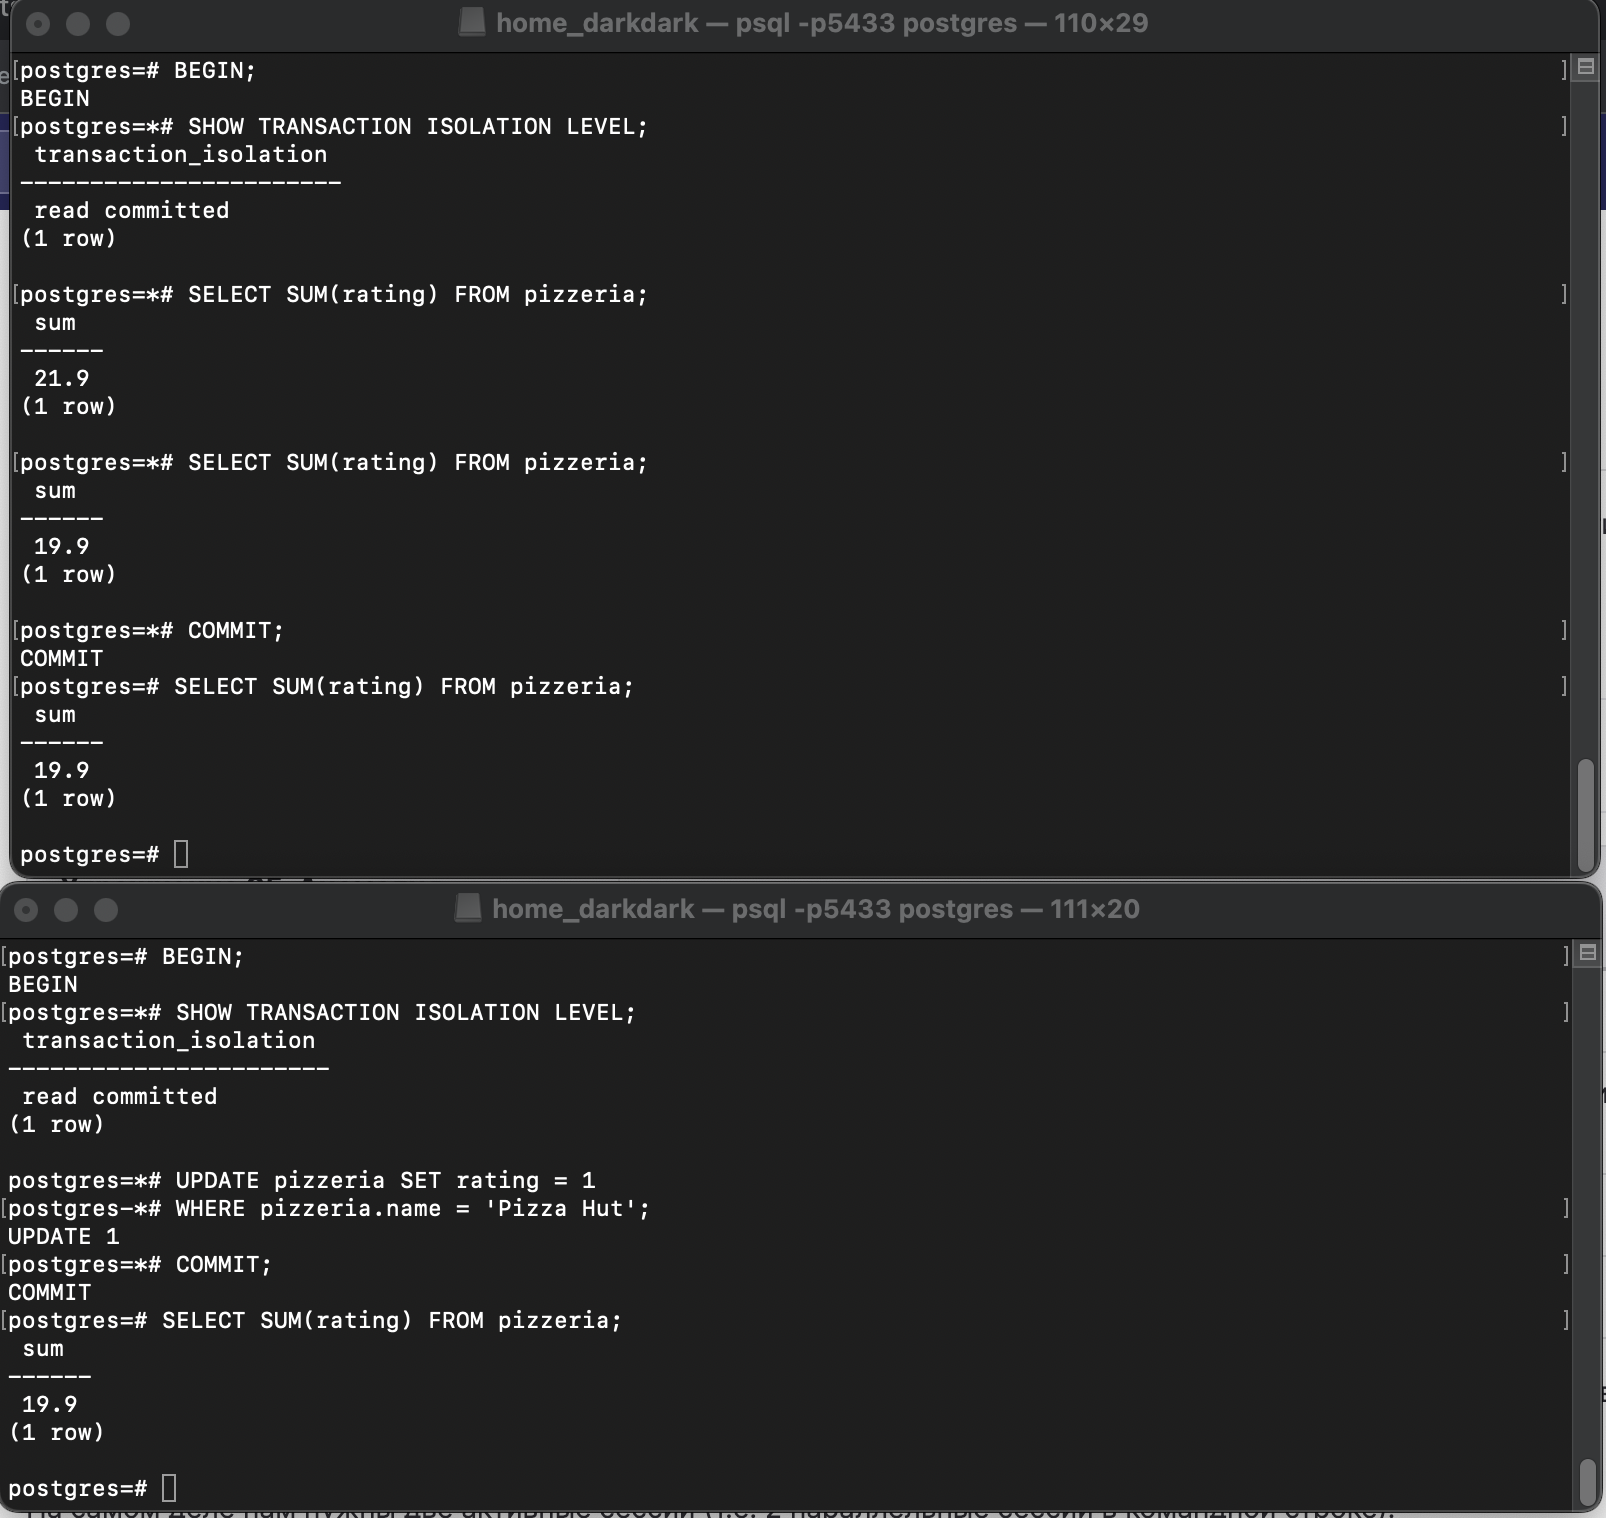 home_darkdark — psql -p5433 postgres — 110×29
postgres=# BEGIN;
BEGIN
postgres=*# SHOW TRANSACTION ISOLATION LEVEL;
transaction_isolation
-----------------------
read committed
(1 row)
postgres=*# SELECT SUM(rating) FROM pizzeria;
sum
------
21.9
(1 row)
postgres=*# SELECT SUM(rating) FROM pizzeria;
sum
------
19.9
(1 row)
postgres=*# COMMIT;
COMMIT
postgres=# SELECT SUM(rating) FROM pizzeria;
sum
------
19.9
(1 row)
postgres=#
home_darkdark — psql -p5433 postgres — 111×20
postgres=# BEGIN;
BEGIN
postgres=*# SHOW TRANSACTION ISOLATION LEVEL;
transaction_isolation
-----------------------
read committed
(1 row)
postgres=*# UPDATE pizzeria SET rating = 1
postgres-*# WHERE pizzeria.name = 'Pizza Hut';
UPDATE 1
postgres=*# COMMIT;
COMMIT
postgres=# SELECT SUM(rating) FROM pizzeria;
sum
------
19.9
(1 row)
postgres=#